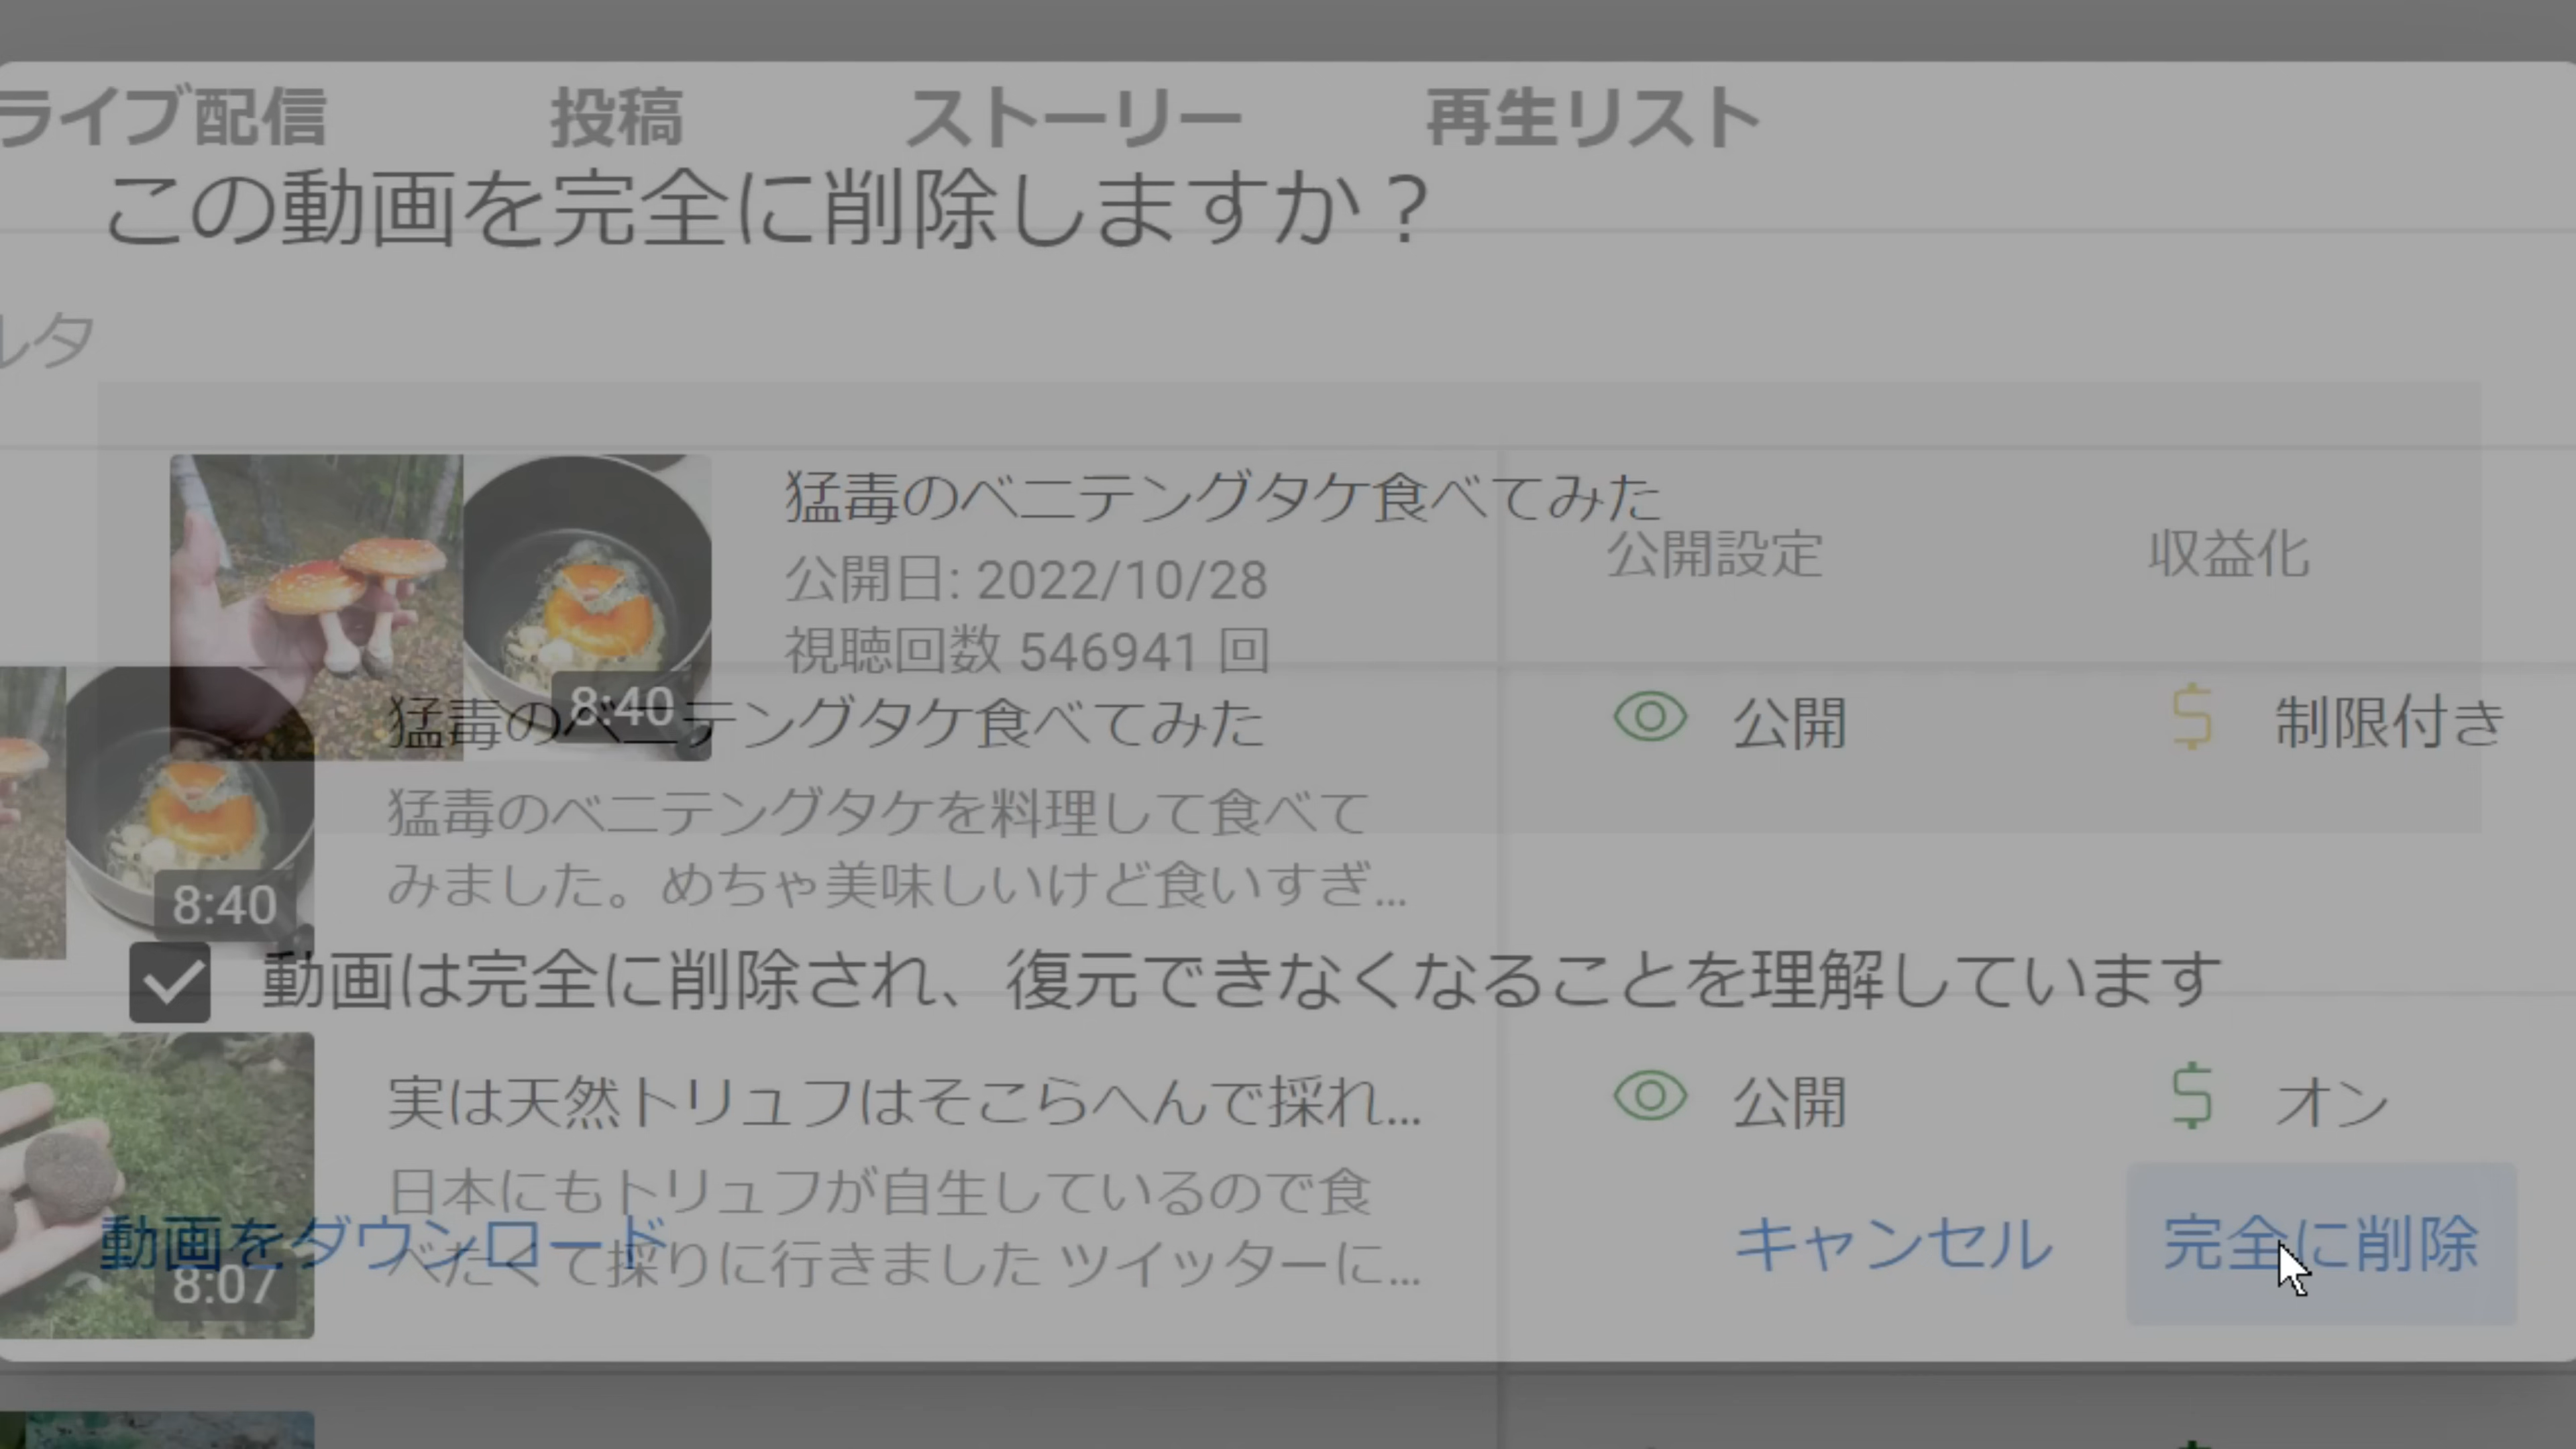 ライブ配信 投稿 ストーリー 再生リスト
この動画を完全に削除しますか？
ルタ
猛毒のベニテングタケ食べてみた
公開設定 収益化
公開日: 2022/10/28
視聴回数 546941 回
8:40
猛毒のベニテングタケ食べてみた 公開 制限付き
猛毒のベニテングタケを料理して食べて
みました。めちゃ美味しいけど食いすぎ...
8:40
動画は完全に削除され、復元できなくなることを理解しています
実は天然トリュフはそこらへんで採れ... 公開 オン
日本にもトリュフが自生しているので食
べたくて採りに行きました ツイッターに...
8:07
動画をダウンロード キャンセル 完全に削除